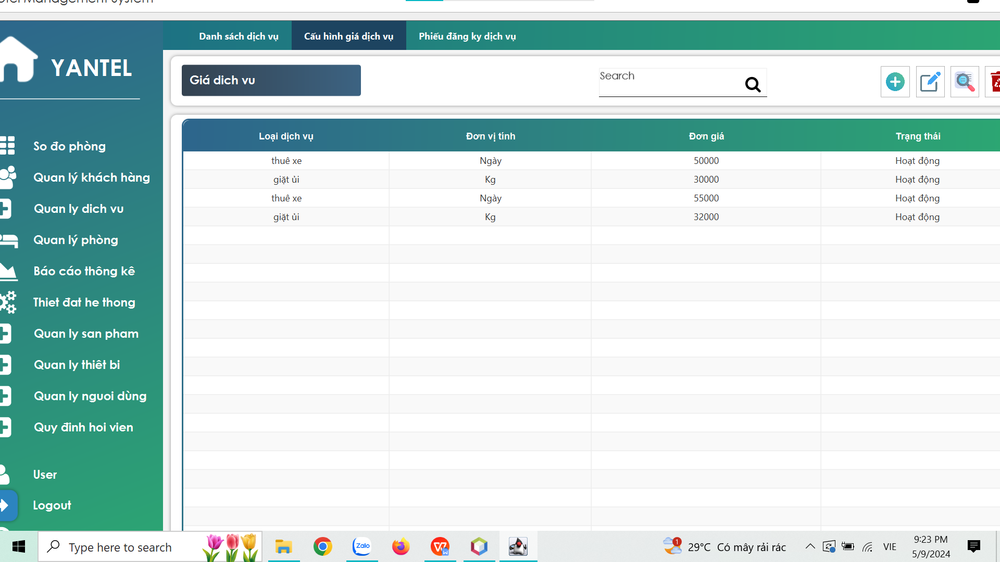 Management System
Danh sách dịch vụ
Cấu hình giá dịch vụ
Phiếu đăng ky dịch vụ
YANTEL
Giá dich vu
Search
So đo phòng
Quan lý khách hàng
Quan ly dich vu
Quan lý phòng
Báo cáo thông kê
Thiet đat he thong
Quan ly san pham
Quan ly thiêt bi
Quan ly nguoi dùng
Quy đinh hoi vien
User
Logout
Loại dịch vụ Đơn vị tính Đơn giá Trạng thái
thuê xe Ngày 50000 Hoạt động
giặt ủi Kg 30000 Hoạt động
thuê xe Ngày 55000 Hoạt động
giặt ủi Kg 32000 Hoạt động
Type here to search
Zalo
W
W
1
29°C Có mây rải rác
VIE
9:23 PM
5/9/2024